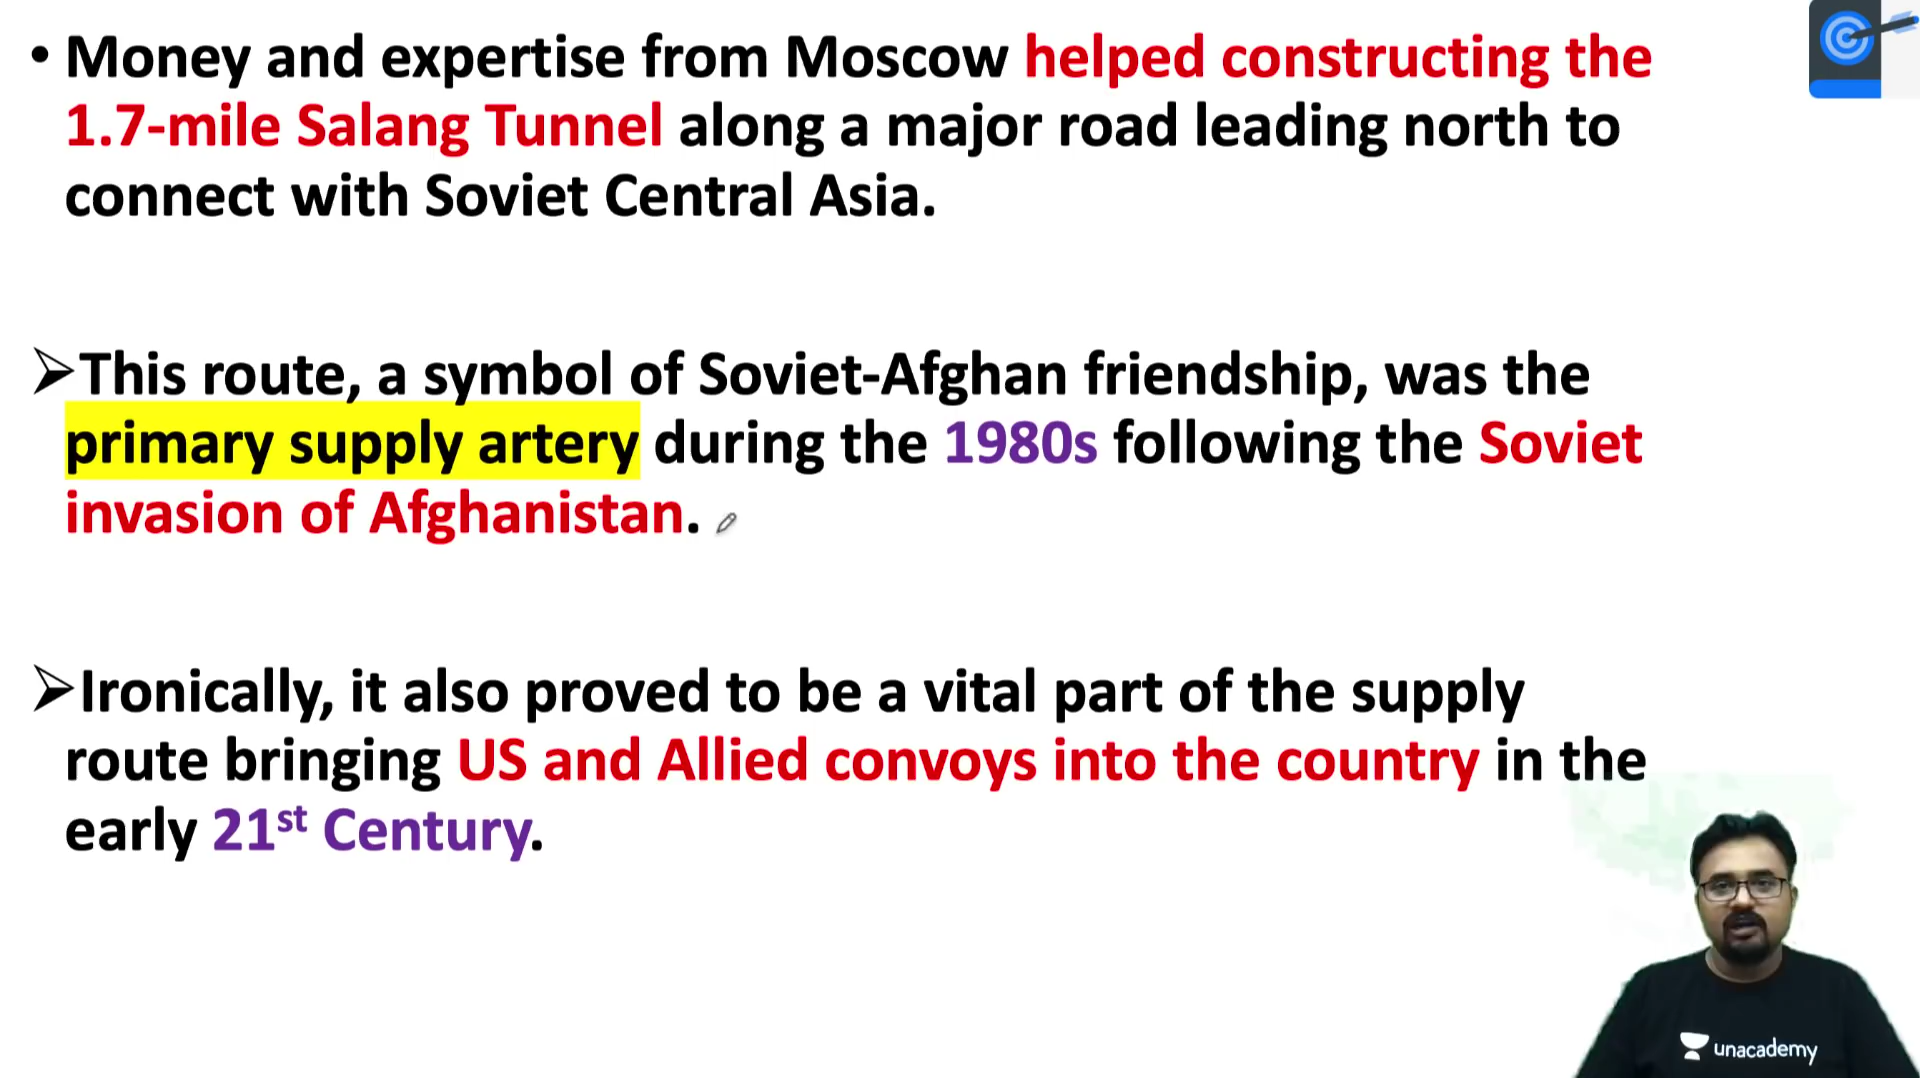 • Money and expertise from Moscow helped constructing the
1.7-mile Salang Tunnel along a major road leading north to
connect with Soviet Central Asia.
➢This route, a symbol of Soviet-Afghan friendship, was the
primary supply artery during the 1980s following the Soviet
invasion of Afghanistan.
➢Ironically, it also proved to be a vital part of the supply
route bringing US and Allied convoys into the country in the
early 21st Century.
unacademy